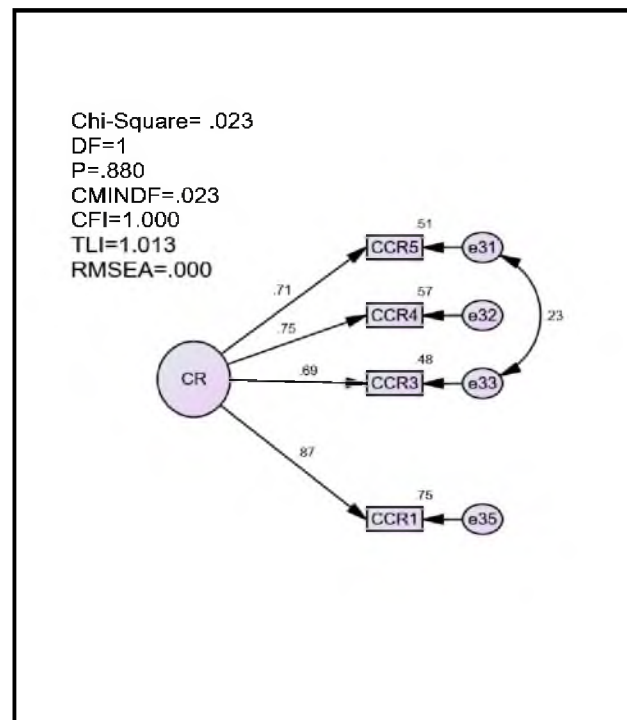 Chi-Square= .023
DF=1
P=.880
CMINDF=.023
CFI=1.000
TLI=1.013
RMSEA=.000
.51
CCR5
e31
.71
.57
CCR4
e32
.75
.23
.48
CR
.69
CCR3
e33
.87
.75
CCR1
e35